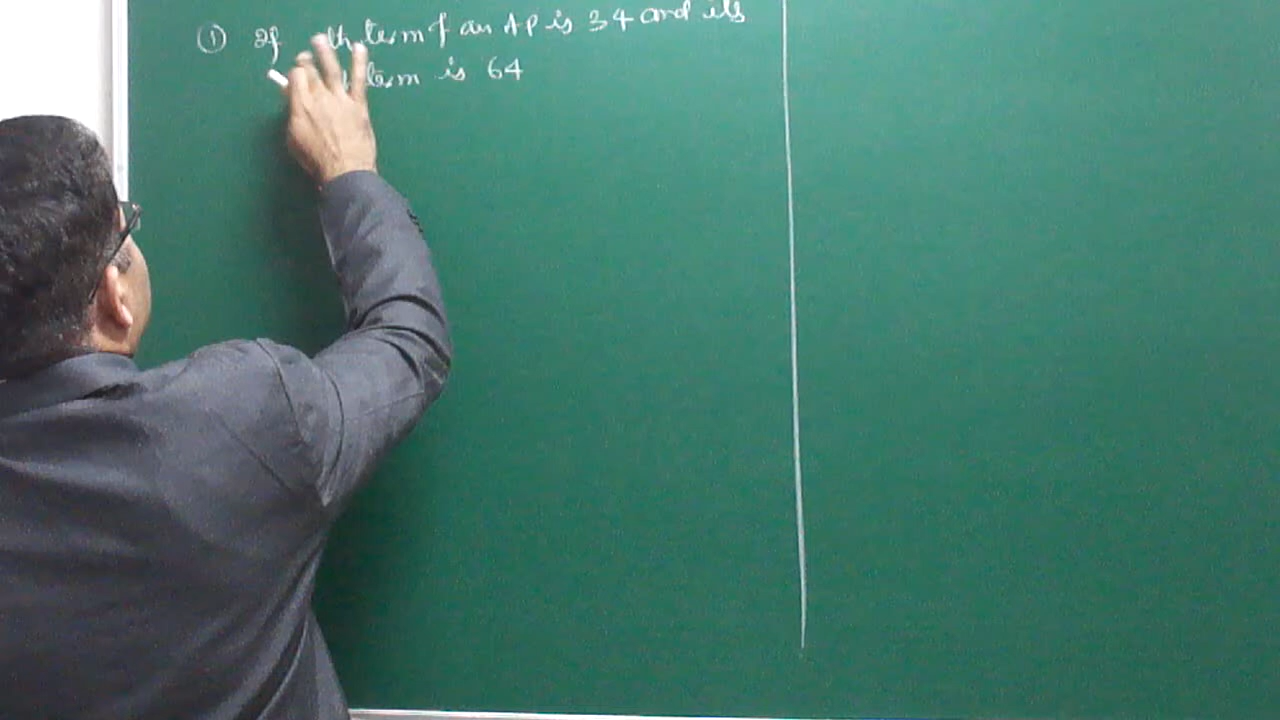 ① If th term of an AP is 34 and its
term is 64